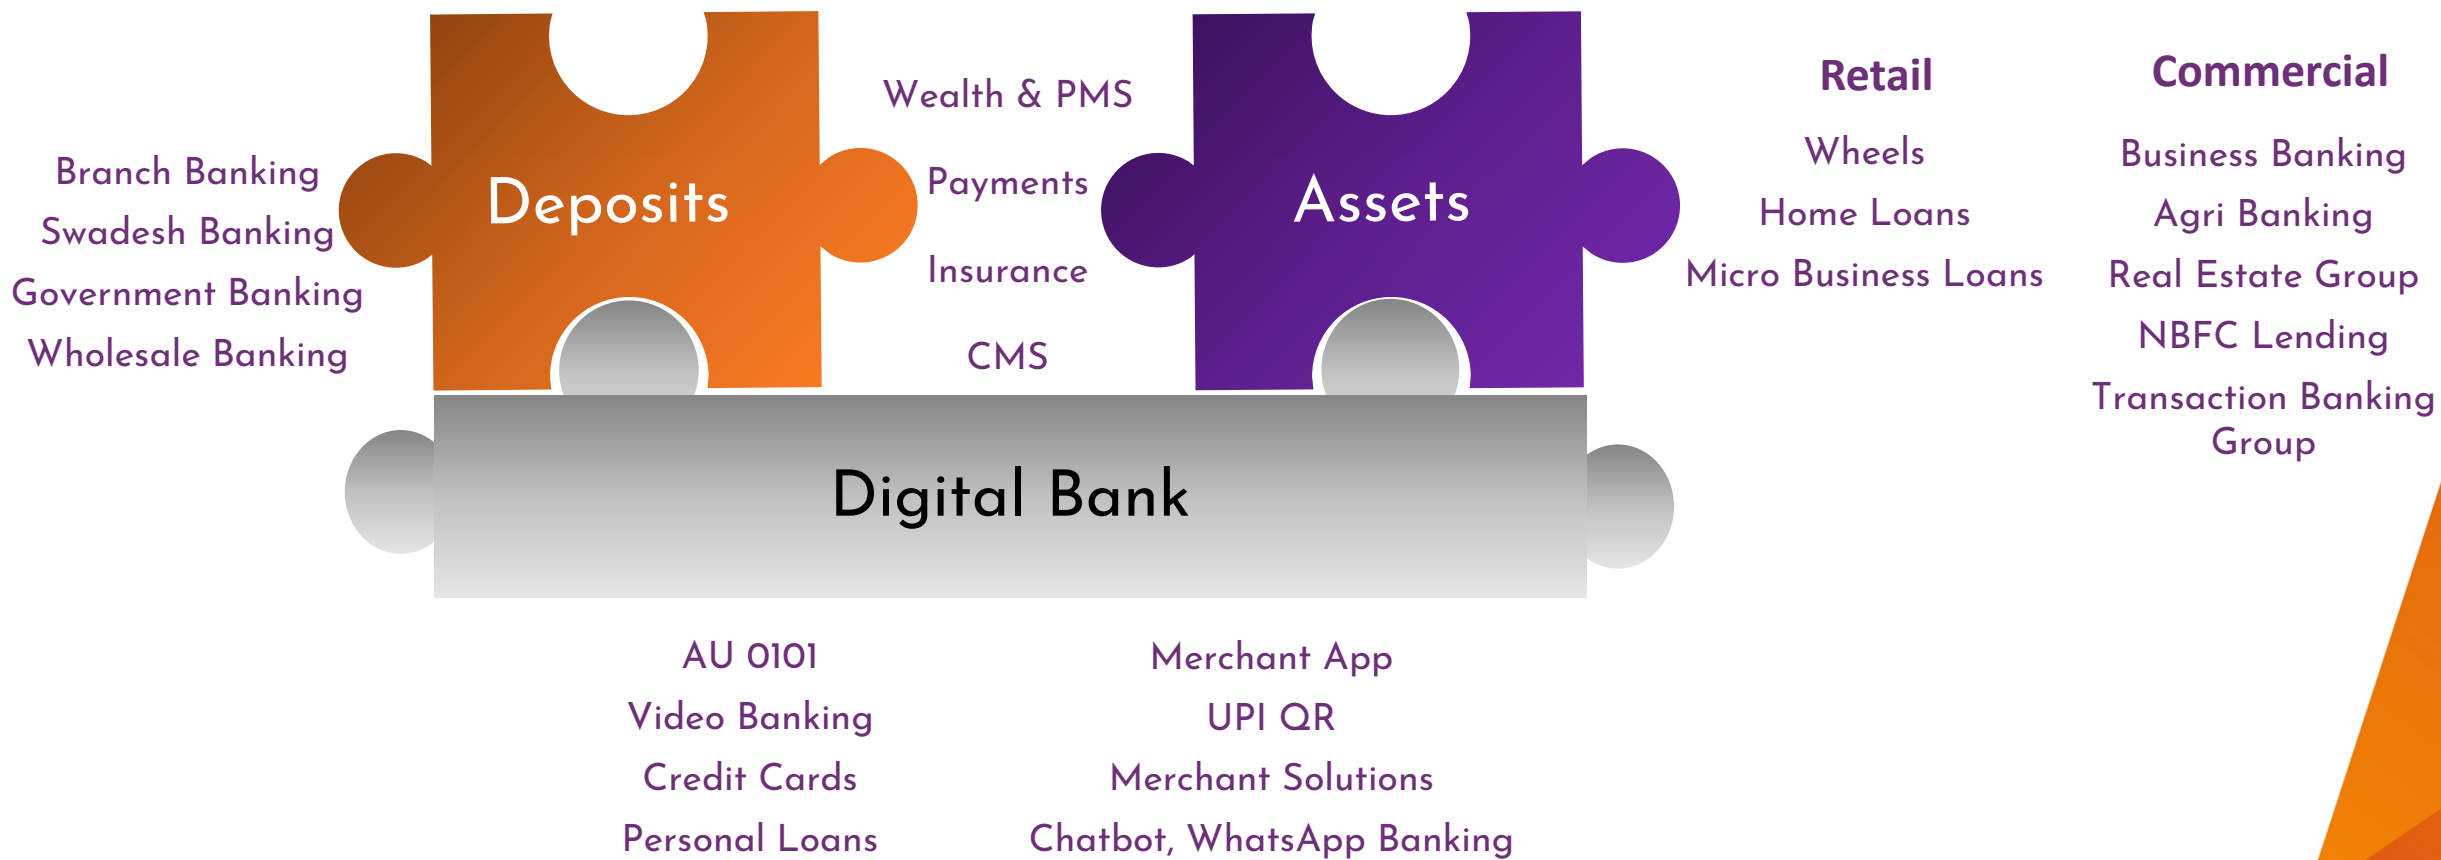 Branch Banking
Swadesh Banking
Government Banking
Wholesale Banking
Deposits
Wealth & PMS
Payments
Insurance
CMS
Assets
Retail
Wheels
Home Loans
Micro Business Loans
Commercial
Business Banking
Agri Banking
Real Estate Group
NBFC Lending
Transaction Banking
Group
Digital Bank
AU 0101
Video Banking
Credit Cards
Personal Loans
Merchant App
UPI QR
Merchant Solutions
Chatbot, WhatsApp Banking